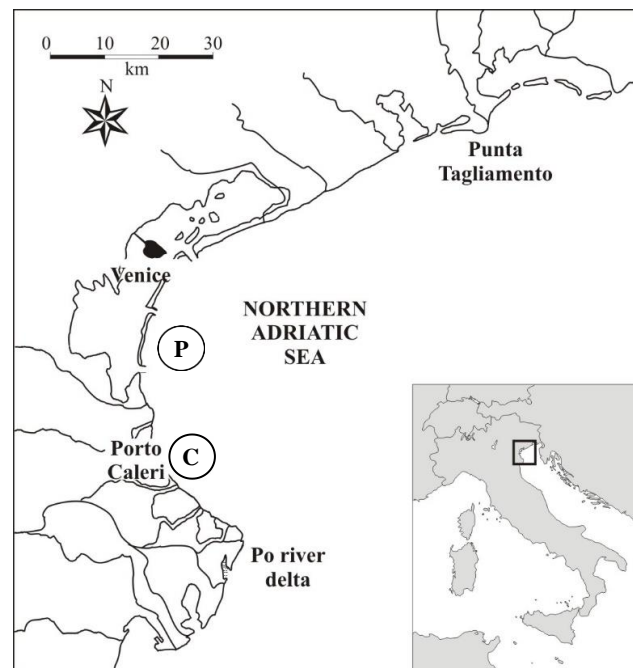 0 10 20 30
km
N
Punta
Tagliamento
Venice
NORTHERN
ADRIATIC
SEA
P
Porto
Caleri
C
Po river
delta